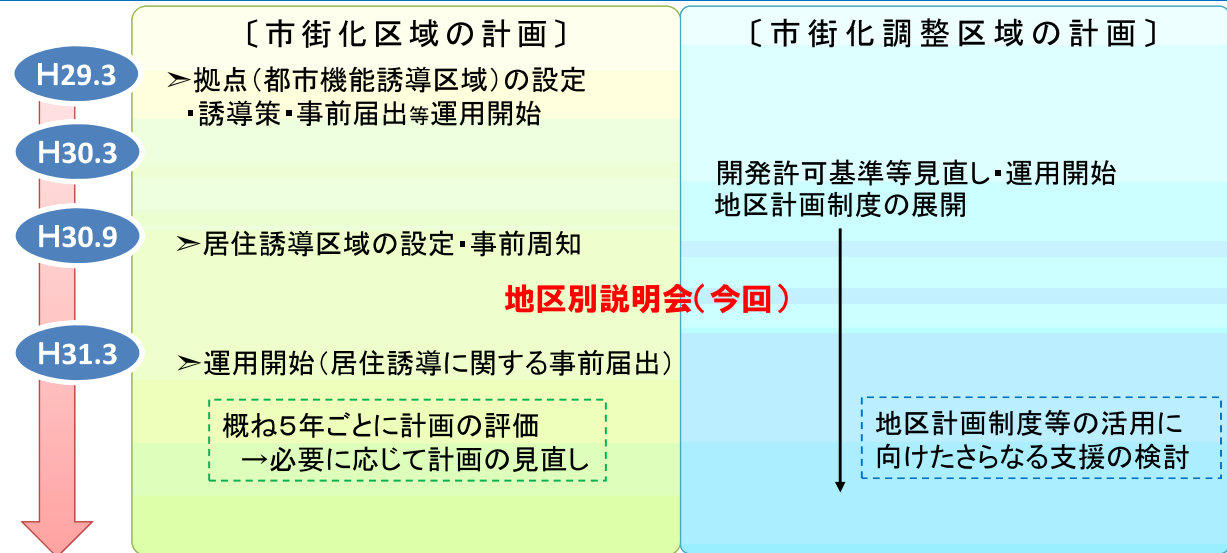 〔市街化区域の計画〕
〔市街化調整区域の計画〕
H29.3
➣拠点(都市機能誘導区域)の設定
・誘導策・事前届出等運用開始
H30.3
開発許可基準等見直し・運用開始
地区計画制度の展開
H30.9
➣居住誘導区域の設定・事前周知
地区別説明会(今回)
H31.3
➣運用開始(居住誘導に関する事前届出)
概ね5年ごとに計画の評価
→必要に応じて計画の見直し
地区計画制度等の活用に
向けたさらなる支援の検討